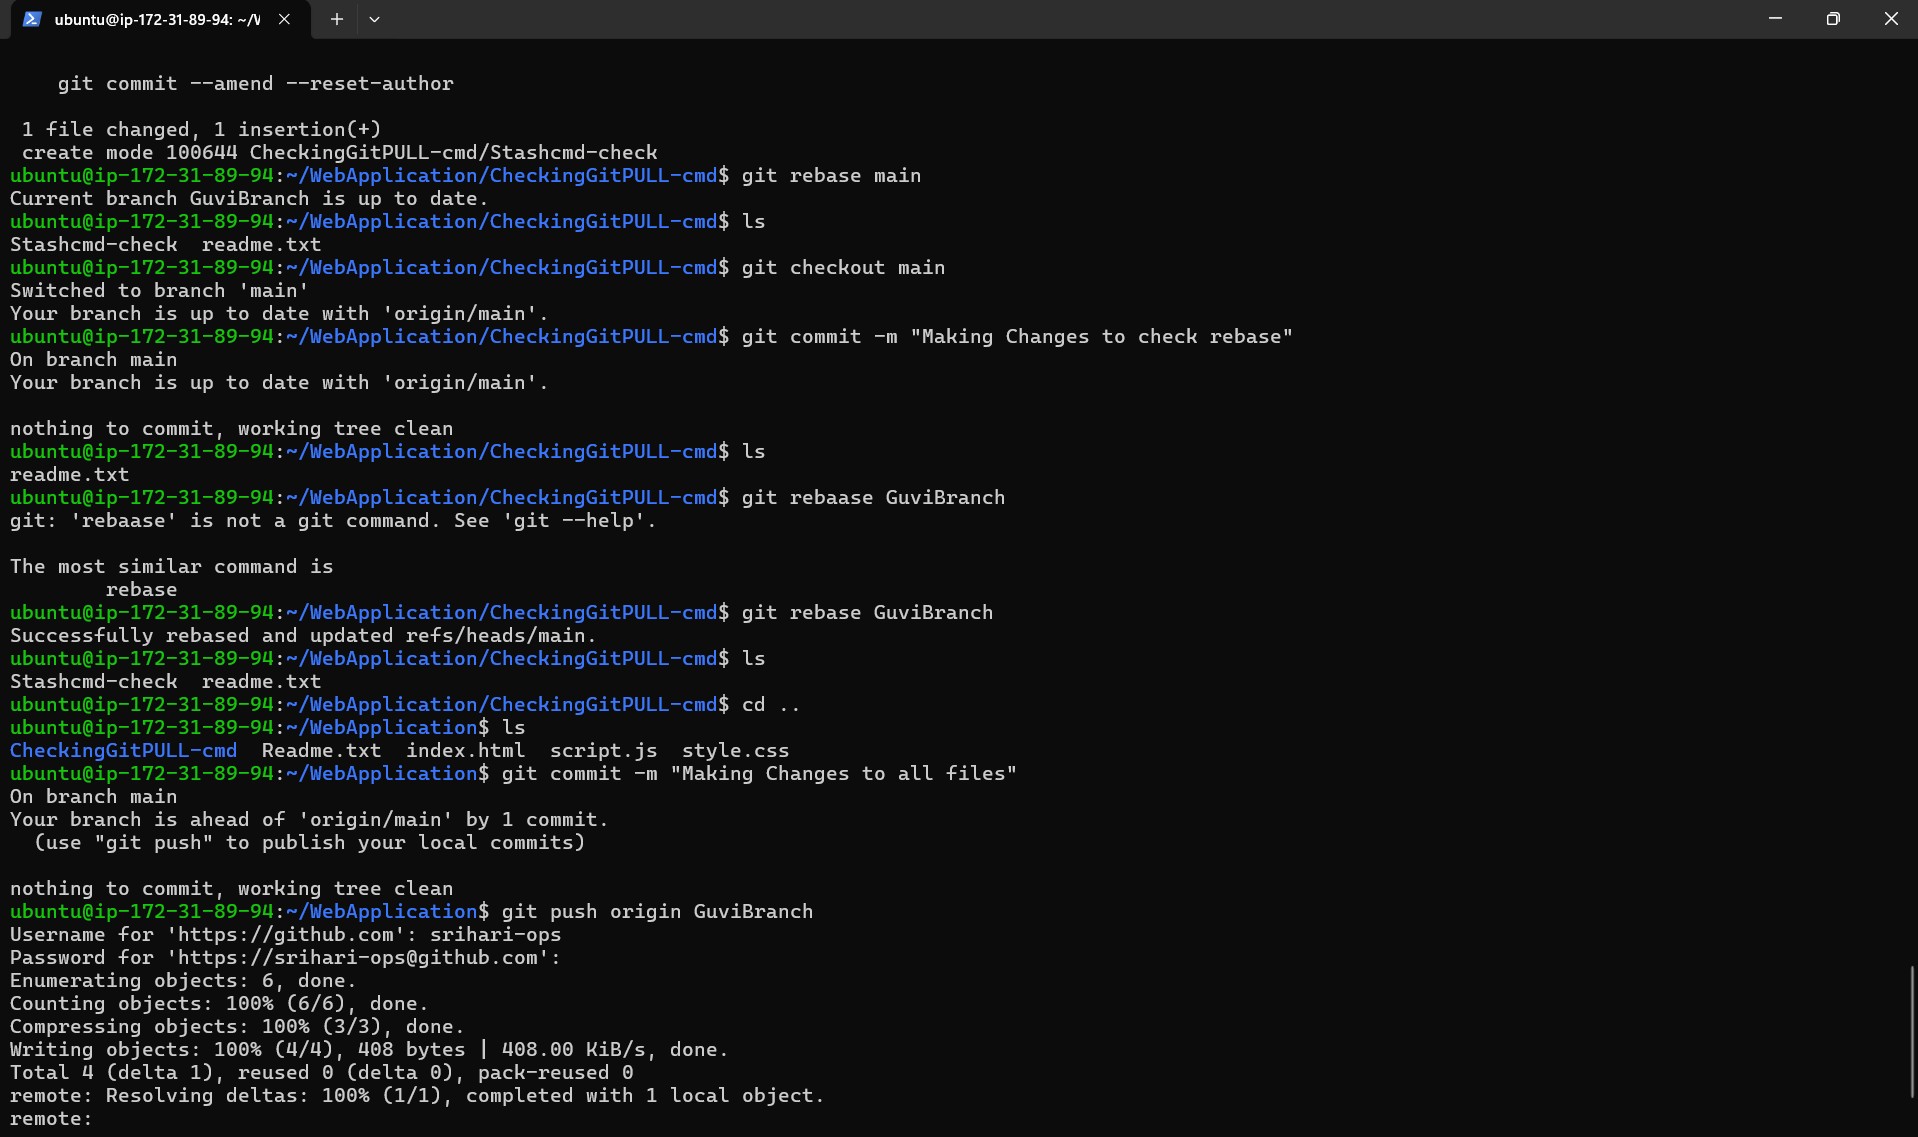 ubuntu@ip-172-31-89-94: ~/
git commit --amend --reset-author
1 file changed, 1 insertion(+)
create mode 100644 CheckingGitPULL-cmd/Stashcmd-check
ubuntu@ip-172-31-89-94:~/WebApplication/CheckingGitPULL-cmd$ git rebase main
Current branch GuviBranch is up to date.
ubuntu@ip-172-31-89-94:~/WebApplication/CheckingGitPULL-cmd$ ls
Stashcmd-check  readme.txt
ubuntu@ip-172-31-89-94:~/WebApplication/CheckingGitPULL-cmd$ git checkout main
Switched to branch 'main'
Your branch is up to date with 'origin/main'.
ubuntu@ip-172-31-89-94:~/WebApplication/CheckingGitPULL-cmd$ git commit -m "Making Changes to check rebase"
On branch main
Your branch is up to date with 'origin/main'.
nothing to commit, working tree clean
ubuntu@ip-172-31-89-94:~/WebApplication/CheckingGitPULL-cmd$ ls
readme.txt
ubuntu@ip-172-31-89-94:~/WebApplication/CheckingGitPULL-cmd$ git rebaase GuviBranch
git: 'rebaase' is not a git command. See 'git --help'.
The most similar command is
rebase
ubuntu@ip-172-31-89-94:~/WebApplication/CheckingGitPULL-cmd$ git rebase GuviBranch
Successfully rebased and updated refs/heads/main.
ubuntu@ip-172-31-89-94:~/WebApplication/CheckingGitPULL-cmd$ ls
Stashcmd-check  readme.txt
ubuntu@ip-172-31-89-94:~/WebApplication/CheckingGitPULL-cmd$ cd ..
ubuntu@ip-172-31-89-94:~/WebApplication$ ls
CheckingGitPULL-cmd  Readme.txt  index.html  script.js  style.css
ubuntu@ip-172-31-89-94:~/WebApplication$ git commit -m "Making Changes to all files"
On branch main
Your branch is ahead of 'origin/main' by 1 commit.
(use "git push" to publish your local commits)
nothing to commit, working tree clean
ubuntu@ip-172-31-89-94:~/WebApplication$ git push origin GuviBranch
Username for 'https://github.com': srihari-ops
Password for 'https://srihari-ops@github.com':
Enumerating objects: 6, done.
Counting objects: 100% (6/6), done.
Compressing objects: 100% (3/3), done.
Writing objects: 100% (4/4), 408 bytes | 408.00 KiB/s, done.
Total 4 (delta 1), reused 0 (delta 0), pack-reused 0
remote: Resolving deltas: 100% (1/1), completed with 1 local object.
remote: